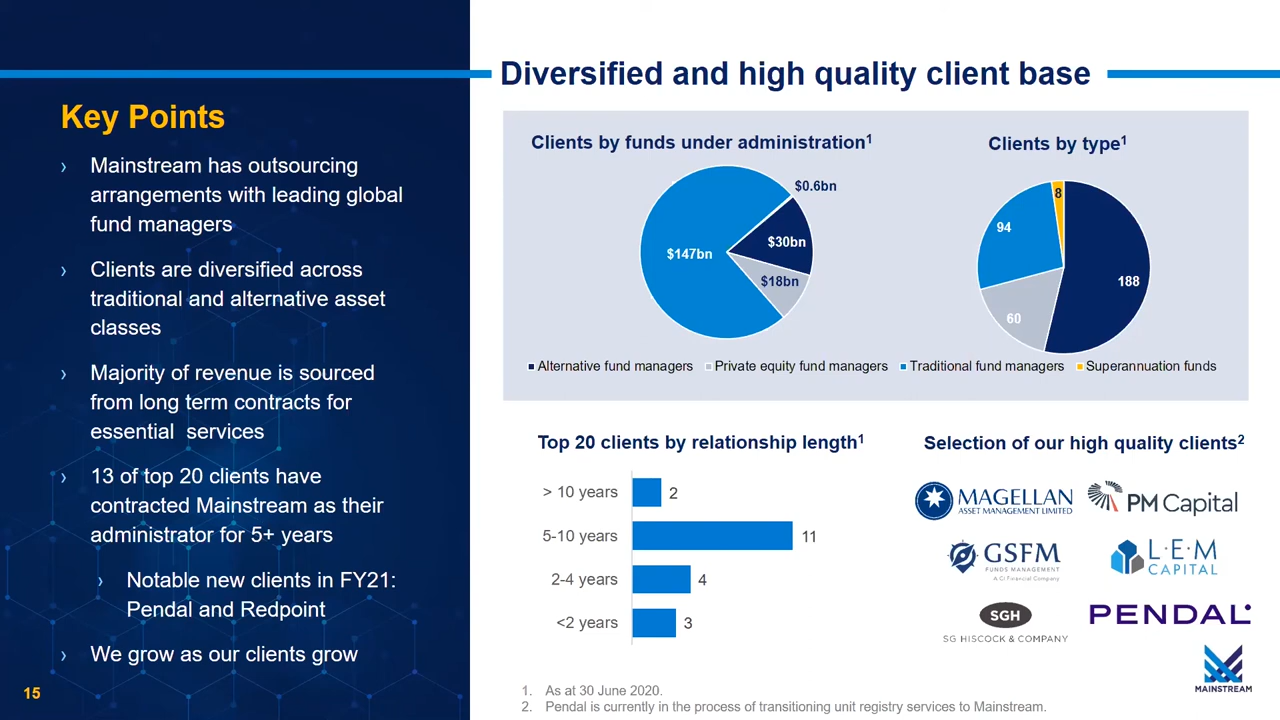 Diversified and high quality client base
Key Points
› Mainstream has outsourcing
arrangements with leading global
fund managers
› Clients are diversified across
traditional and alternative asset
classes
› Majority of revenue is sourced
from long term contracts for
essential services
› 13 of top 20 clients have
contracted Mainstream as their
administrator for 5+ years
› Notable new clients in FY21:
Pendal and Redpoint
› We grow as our clients grow
15
Clients by funds under administration1
$0.6bn
$30bn
$147bn
$18bn
Clients by type1
8
94
188
60
Alternative fund managers Private equity fund managers Traditional fund managers Superannuation funds
Top 20 clients by relationship length1
> 10 years 2
5-10 years 11
2-4 years 4
<2 years 3
Selection of our high quality clients2
MAGELLAN
ASSET MANAGEMENT LIMITED
PM Capital
GSFM
FUNDS MANAGEMENT
A CI Financial Company
L·E·M
CAPITAL
SGH
SG HISCOCK & COMPANY
PENDAL
MAINSTREAM
1. As at 30 June 2020.
2. Pendal is currently in the process of transitioning unit registry services to Mainstream.